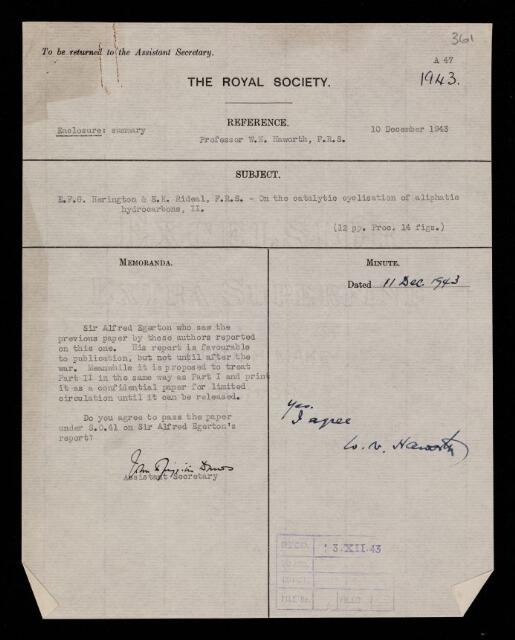 361
To be returned to the Assistant Secretary.
A 47
THE ROYAL SOCIETY.
1943.
REFERENCE.
Enclosure: summary
Professor W.N. Haworth, F.R.S.
10 December 1943
SUBJECT.
E.F.G. Herington & E.K. Rideal, F.R.S. - On the catalytic cyclisation of aliphatic
hydrocarbons, II.
(12 pp. Proc. 14 figs.)
MEMORANDA.
Sir Alfred Egerton who saw the
previous paper by these authors reported
on this one. His report is favourable
to publication, but not until after the
war. Meanwhile it is proposed to treat
Part II in the same way as Part I and print
it as a confidential paper for limited
circulation until it can be released.
Do you agree to pass the paper
under S.O.41 on Sir Alfred Egerton's
report?
Assistant Secretary
MINUTE.
Dated 11 Dec. 1943
Yes.
I agree
W. N. Haworth
13.XII.43